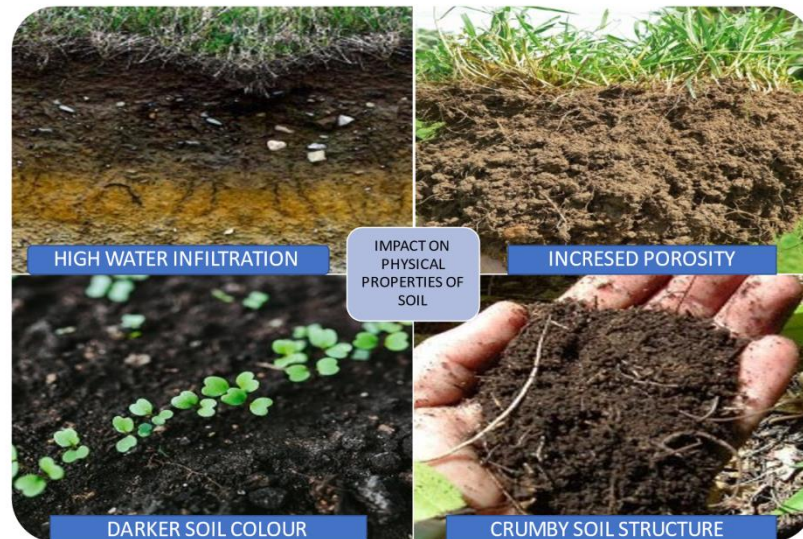 HIGH WATER INFILTRATION
INCRESED POROSITY
IMPACT ON
PHYSICAL
PROPERTIES OF
SOIL
DARKER SOIL COLOUR
CRUMBY SOIL STRUCTURE